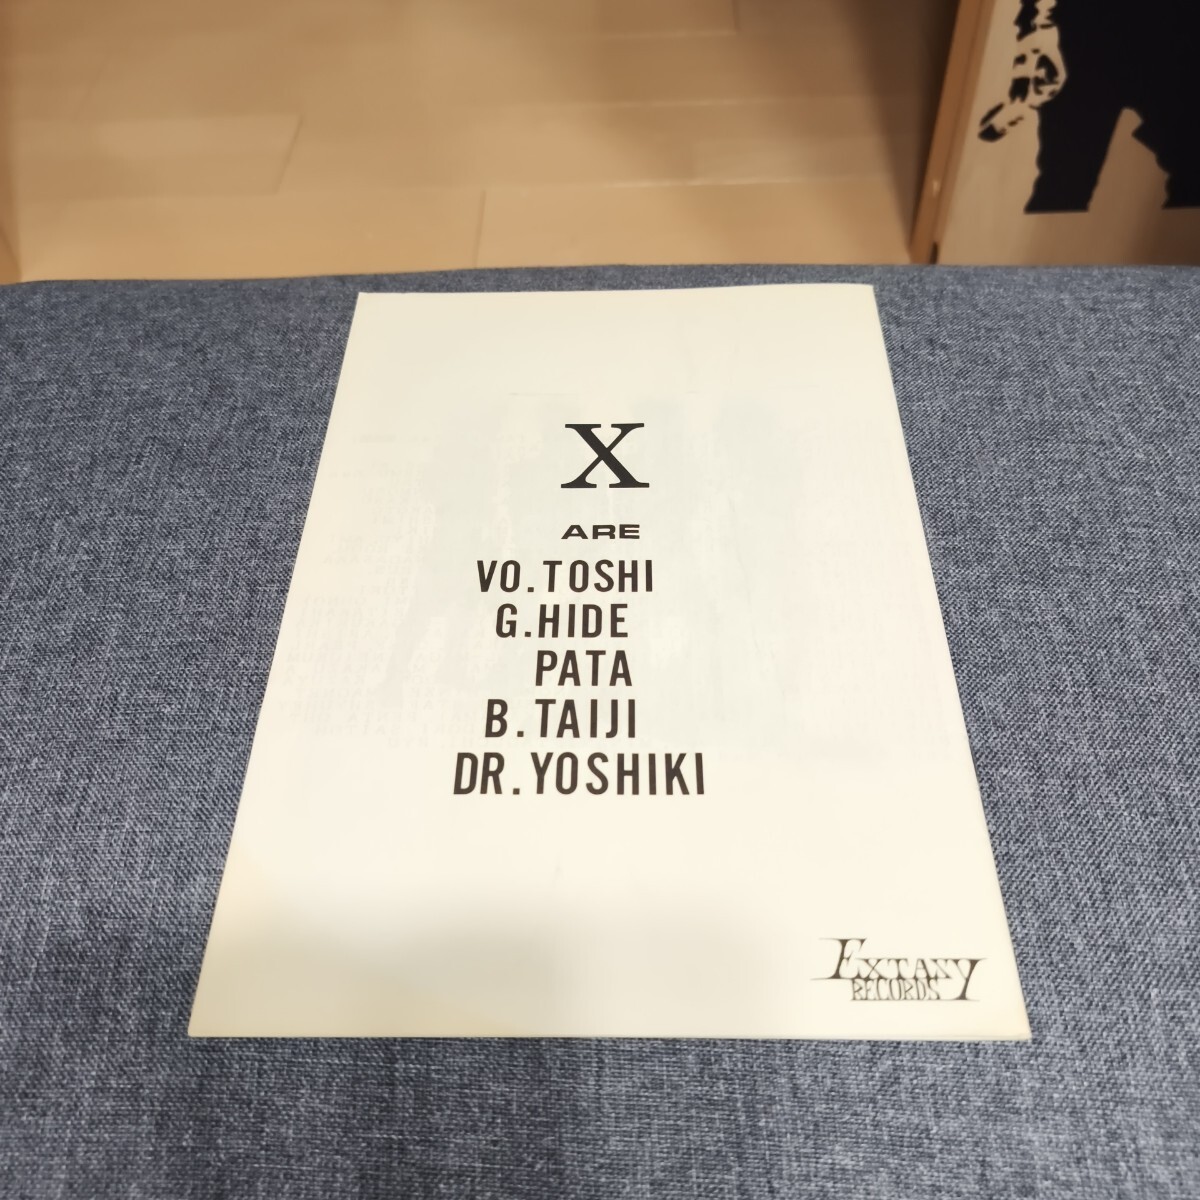 X
ARE
VO.TOSHI
G.HIDE
PATA
B.TAIJI
DR.YOSHIKI
EXTASY
RECORDS